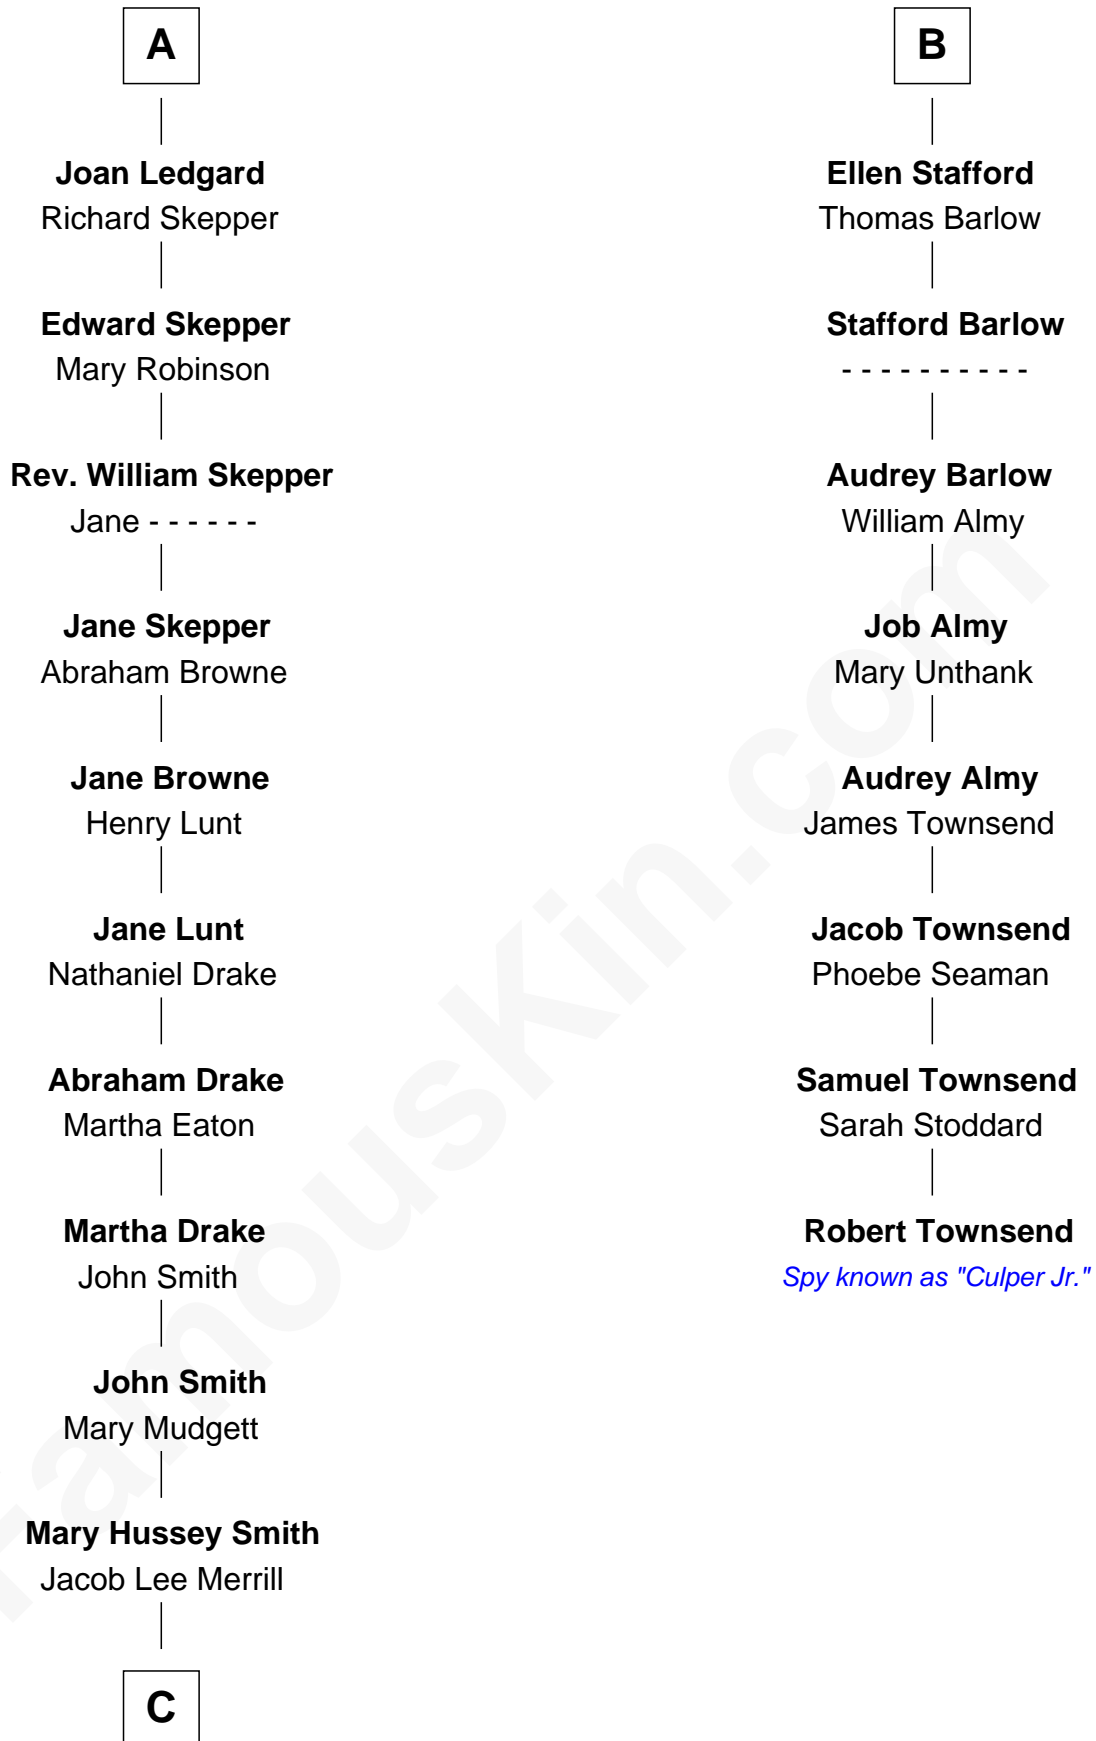 A
Joan Ledgard
Richard Skepper
Edward Skepper
Mary Robinson
Rev. William Skepper
Jane - - - - - -
Jane Skepper
Abraham Browne
Jane Browne
Henry Lunt
Jane Lunt
Nathaniel Drake
Abraham Drake
Martha Eaton
Martha Drake
John Smith
John Smith
Mary Mudgett
Mary Hussey Smith
Jacob Lee Merrill
C
B
Ellen Stafford
Thomas Barlow
Stafford Barlow
- - - - - - - - - -
Audrey Barlow
William Almy
Job Almy
Mary Unthank
Audrey Almy
James Townsend
Jacob Townsend
Phoebe Seaman
Samuel Townsend
Sarah Stoddard
Robert Townsend
Spy known as "Culper Jr."
FamousKin.com